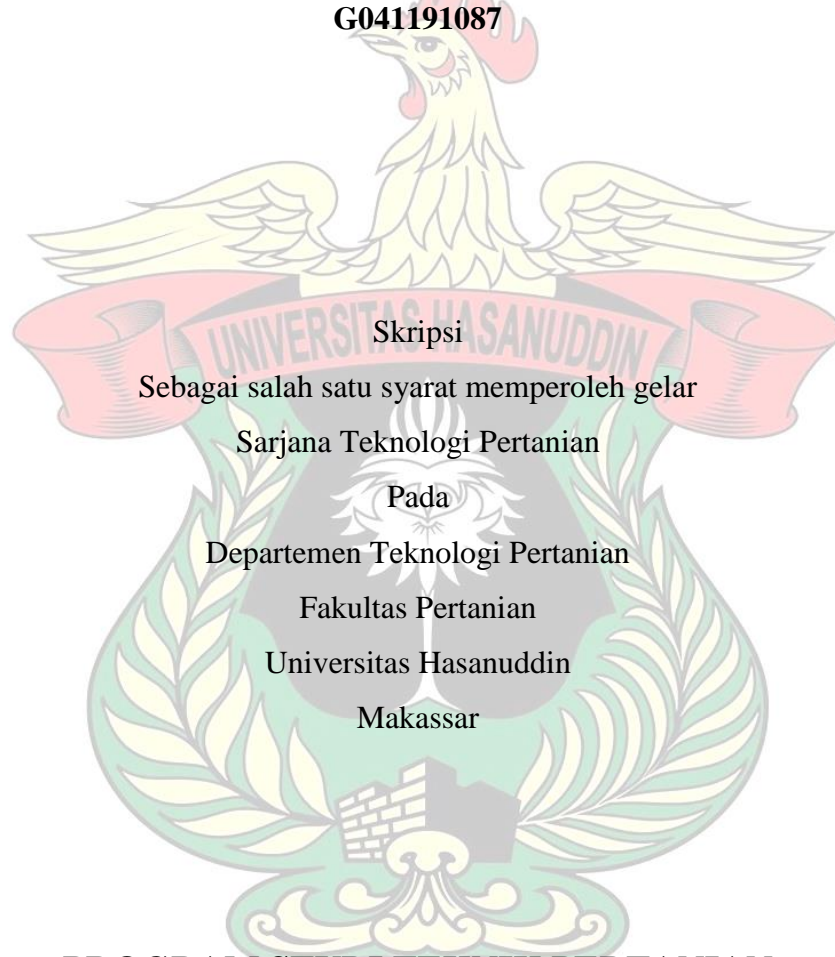 G041191087
UNIVERSITAS HASANUDDIN
Skripsi
Sebagai salah satu syarat memperoleh gelar
Sarjana Teknologi Pertanian
Pada
Departemen Teknologi Pertanian
Fakultas Pertanian
Universitas Hasanuddin
Makassar